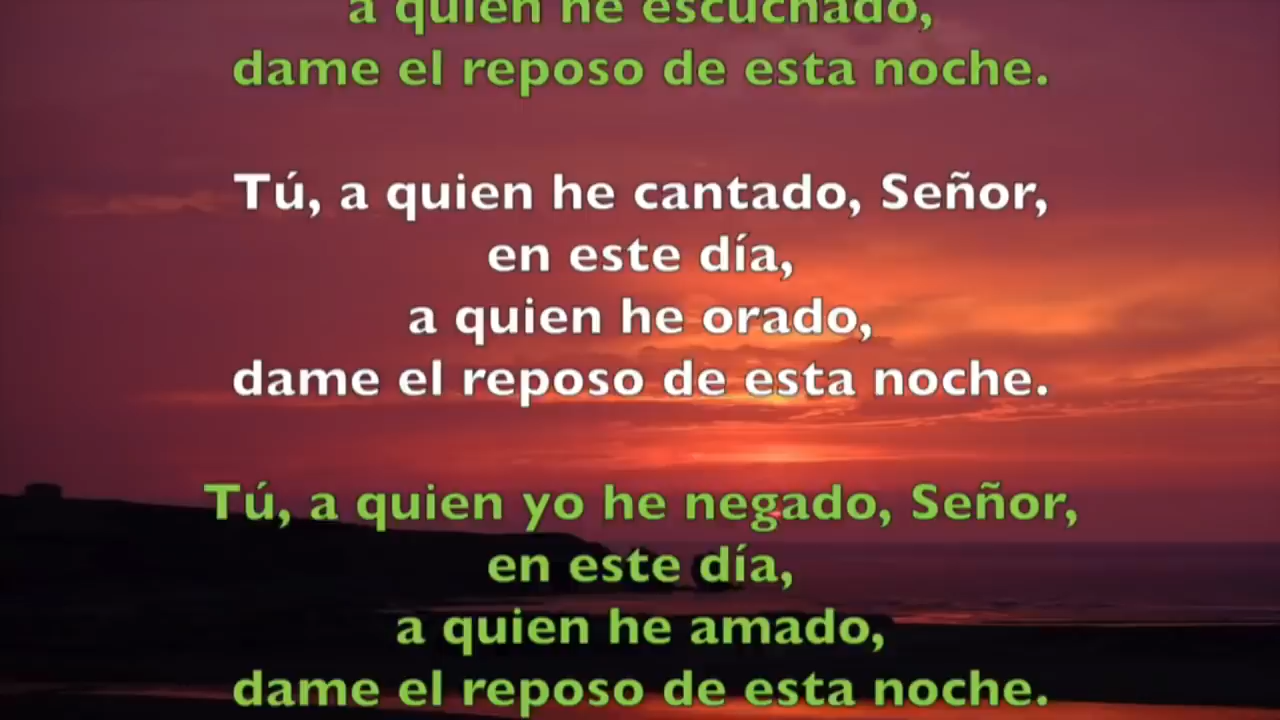 a quien he escuchado,
dame el reposo de esta noche.
Tú, a quien he cantado, Señor,
en este día,
a quien he orado,
dame el reposo de esta noche.
Tú, a quien yo he negado, Señor,
en este día,
a quien he amado,
dame el reposo de esta noche.